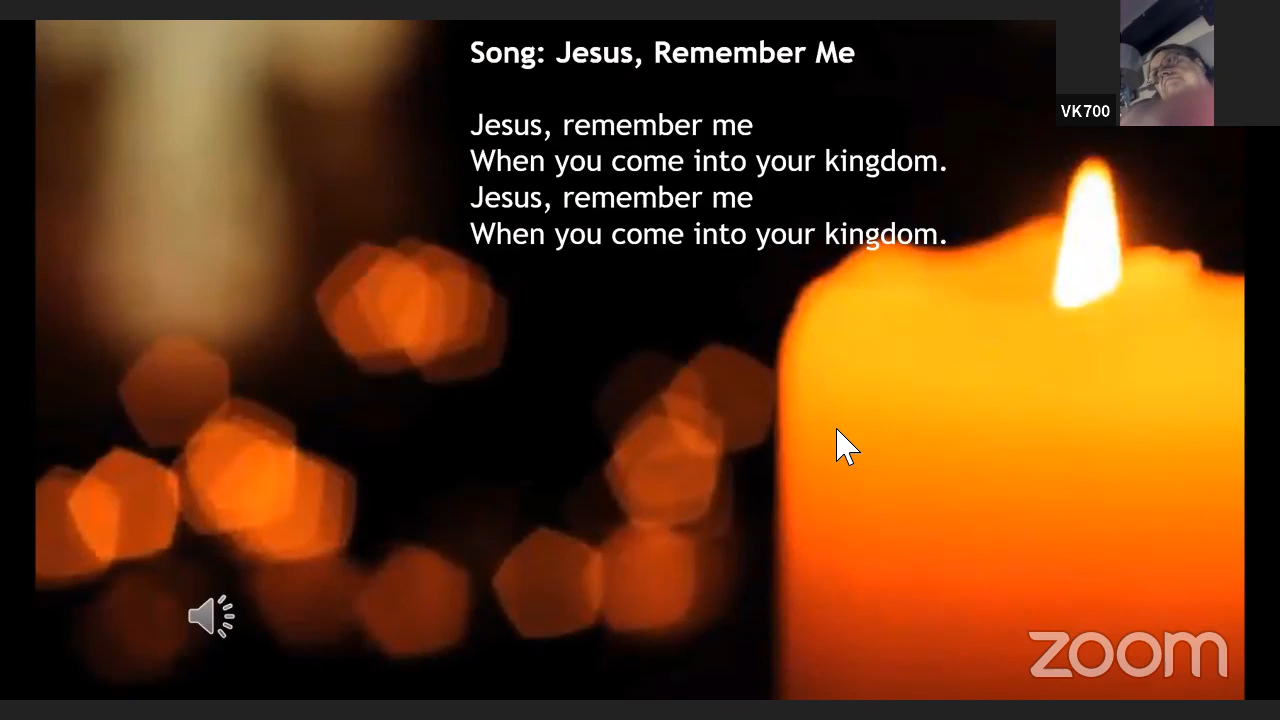 Song: Jesus, Remember Me
Jesus, remember me
When you come into your kingdom.
Jesus, remember me
When you come into your kingdom.
VK700
zoom